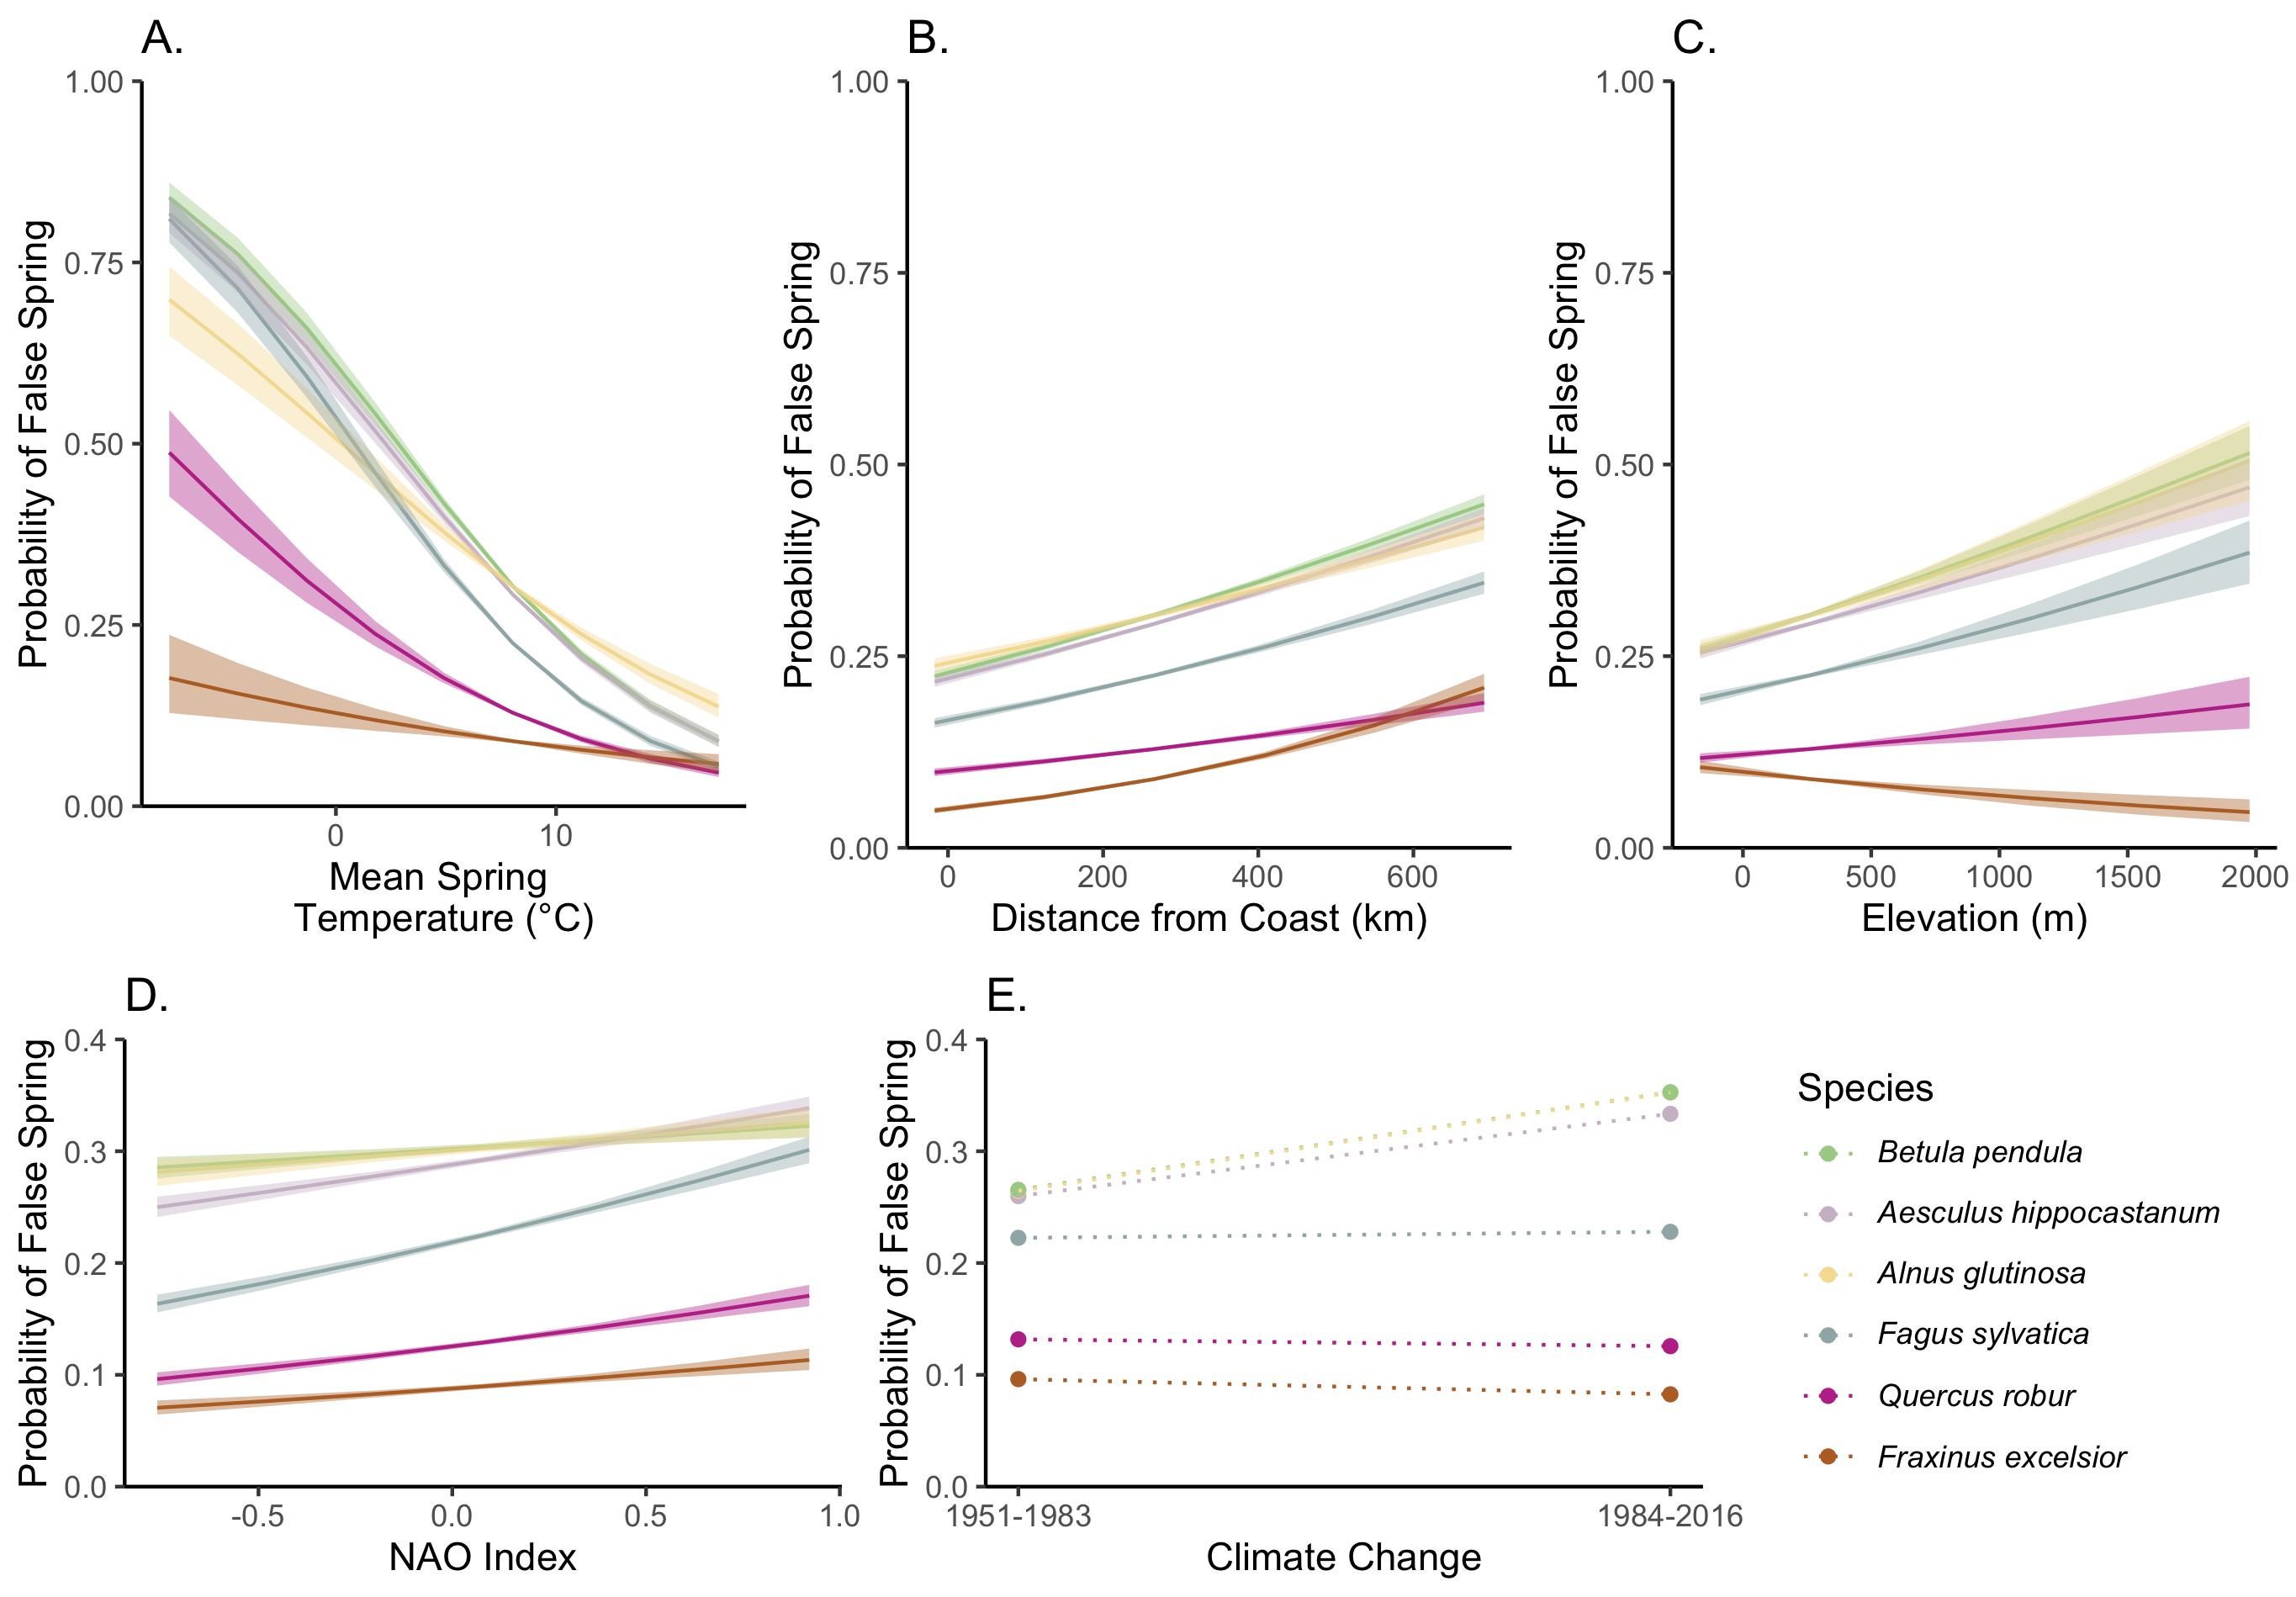 A.
Probability of False Spring
1.00
0.75
0.50
0.25
0.00
0
10
Mean Spring
Temperature (°C)
B.
Probability of False Spring
1.00
0.75
0.50
0.25
0.00
0
200
400
600
Distance from Coast (km)
C.
Probability of False Spring
1.00
0.75
0.50
0.25
0.00
0
500
1000
1500
2000
Elevation (m)
D.
Probability of False Spring
0.4
0.3
0.2
0.1
0.0
-0.5
0.0
0.5
1.0
NAO Index
E.
Probability of False Spring
0.4
0.3
0.2
0.1
0.0
1951-1983
1984-2016
Climate Change
Species
Betula pendula
Aesculus hippocastanum
Alnus glutinosa
Fagus sylvatica
Quercus robur
Fraxinus excelsior